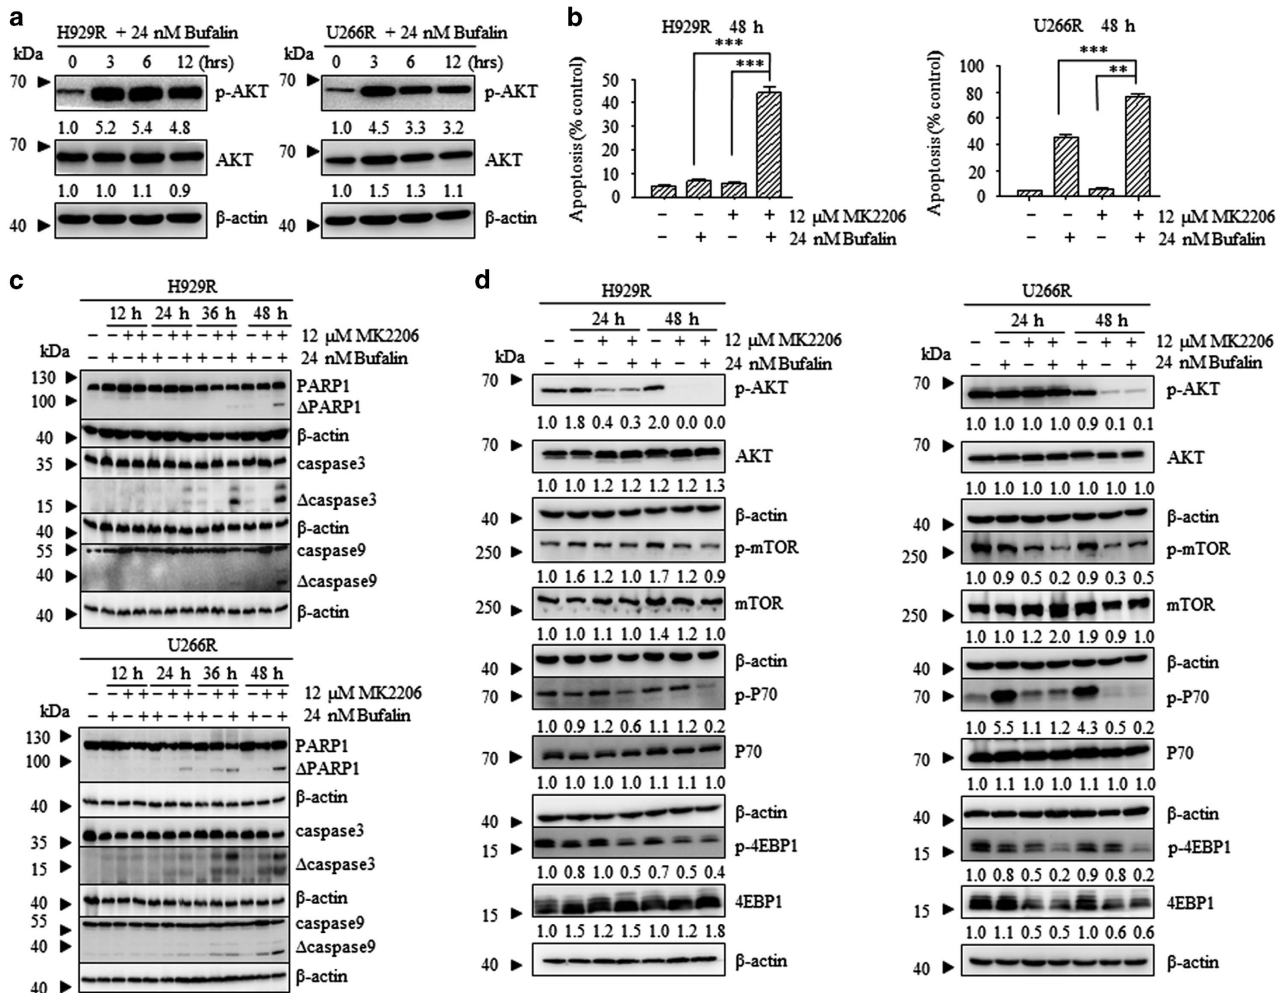 a
H929R + 24 nM Bufalin
kDa
0 3 6 12 (hrs)
70
p-AKT
1.0 5.2 5.4 4.8
70
AKT
1.0 1.0 1.1 0.9
40
β-actin
U266R + 24 nM Bufalin
kDa
0 3 6 12 (hrs)
70
p-AKT
1.0 4.5 3.3 3.2
70
AKT
1.0 1.5 1.3 1.1
40
β-actin
b
H929R 48 h
***
***
Apoptosis (% control)
50
40
30
20
10
0
− − + + 12 μM MK2206
− + − + 24 nM Bufalin
U266R 48 h
***
**
Apoptosis (% control)
100
80
60
40
20
0
− − + + 12 μM MK2206
− + − + 24 nM Bufalin
c
H929R
12 h 24 h 36 h 48 h
− − + + − + + − + + − + + 12 μM MK2206
kDa
− + − + + − + + − + + − + 24 nM Bufalin
130
PARP1
100
ΔPARP1
40
β-actin
35
caspase3
15
Δcaspase3
40
β-actin
55
caspase9
40
Δcaspase9
40
β-actin
U266R
12 h 24 h 36 h 48 h
− − + + − + + − + + − + + 12 μM MK2206
kDa
− + − + + − + + − + + − + 24 nM Bufalin
130
PARP1
100
ΔPARP1
40
β-actin
35
caspase3
15
Δcaspase3
40
β-actin
55
caspase9
40
Δcaspase9
40
β-actin
d
H929R
24 h 48 h
− − + + − + + 12 μM MK2206
kDa
− + − + + − + 24 nM Bufalin
70
p-AKT
1.0 1.8 0.4 0.3 2.0 0.0 0.0
70
AKT
1.0 1.0 1.2 1.2 1.2 1.2 1.3
40
β-actin
250
p-mTOR
1.0 1.6 1.2 1.0 1.7 1.2 0.9
250
mTOR
1.0 1.0 1.1 1.0 1.4 1.2 1.0
40
β-actin
70
p-P70
1.0 0.9 1.2 0.6 1.1 1.2 0.2
70
P70
1.0 1.0 1.0 1.0 1.1 1.1 1.0
40
β-actin
15
p-4EBP1
1.0 0.8 1.0 0.5 0.7 0.5 0.4
15
4EBP1
1.0 1.5 1.2 1.5 1.0 1.2 1.8
40
β-actin
U266R
24 h 48 h
− − + + − + + 12 μM MK2206
kDa
− + − + + − + 24 nM Bufalin
70
p-AKT
1.0 1.0 1.0 1.0 0.9 0.1 0.1
70
AKT
1.0 1.0 1.0 1.0 1.0 1.0 1.0
40
β-actin
250
p-mTOR
1.0 0.9 0.5 0.2 0.9 0.3 0.5
250
mTOR
1.0 1.0 1.2 2.0 1.9 0.9 1.0
40
β-actin
70
p-P70
1.0 5.5 1.1 1.2 4.3 0.5 0.2
70
P70
1.0 1.1 1.0 1.0 1.1 1.0 1.0
40
β-actin
15
p-4EBP1
1.0 0.8 0.5 0.2 0.9 0.8 0.2
15
4EBP1
1.0 1.1 0.5 0.5 1.0 0.6 0.6
40
β-actin